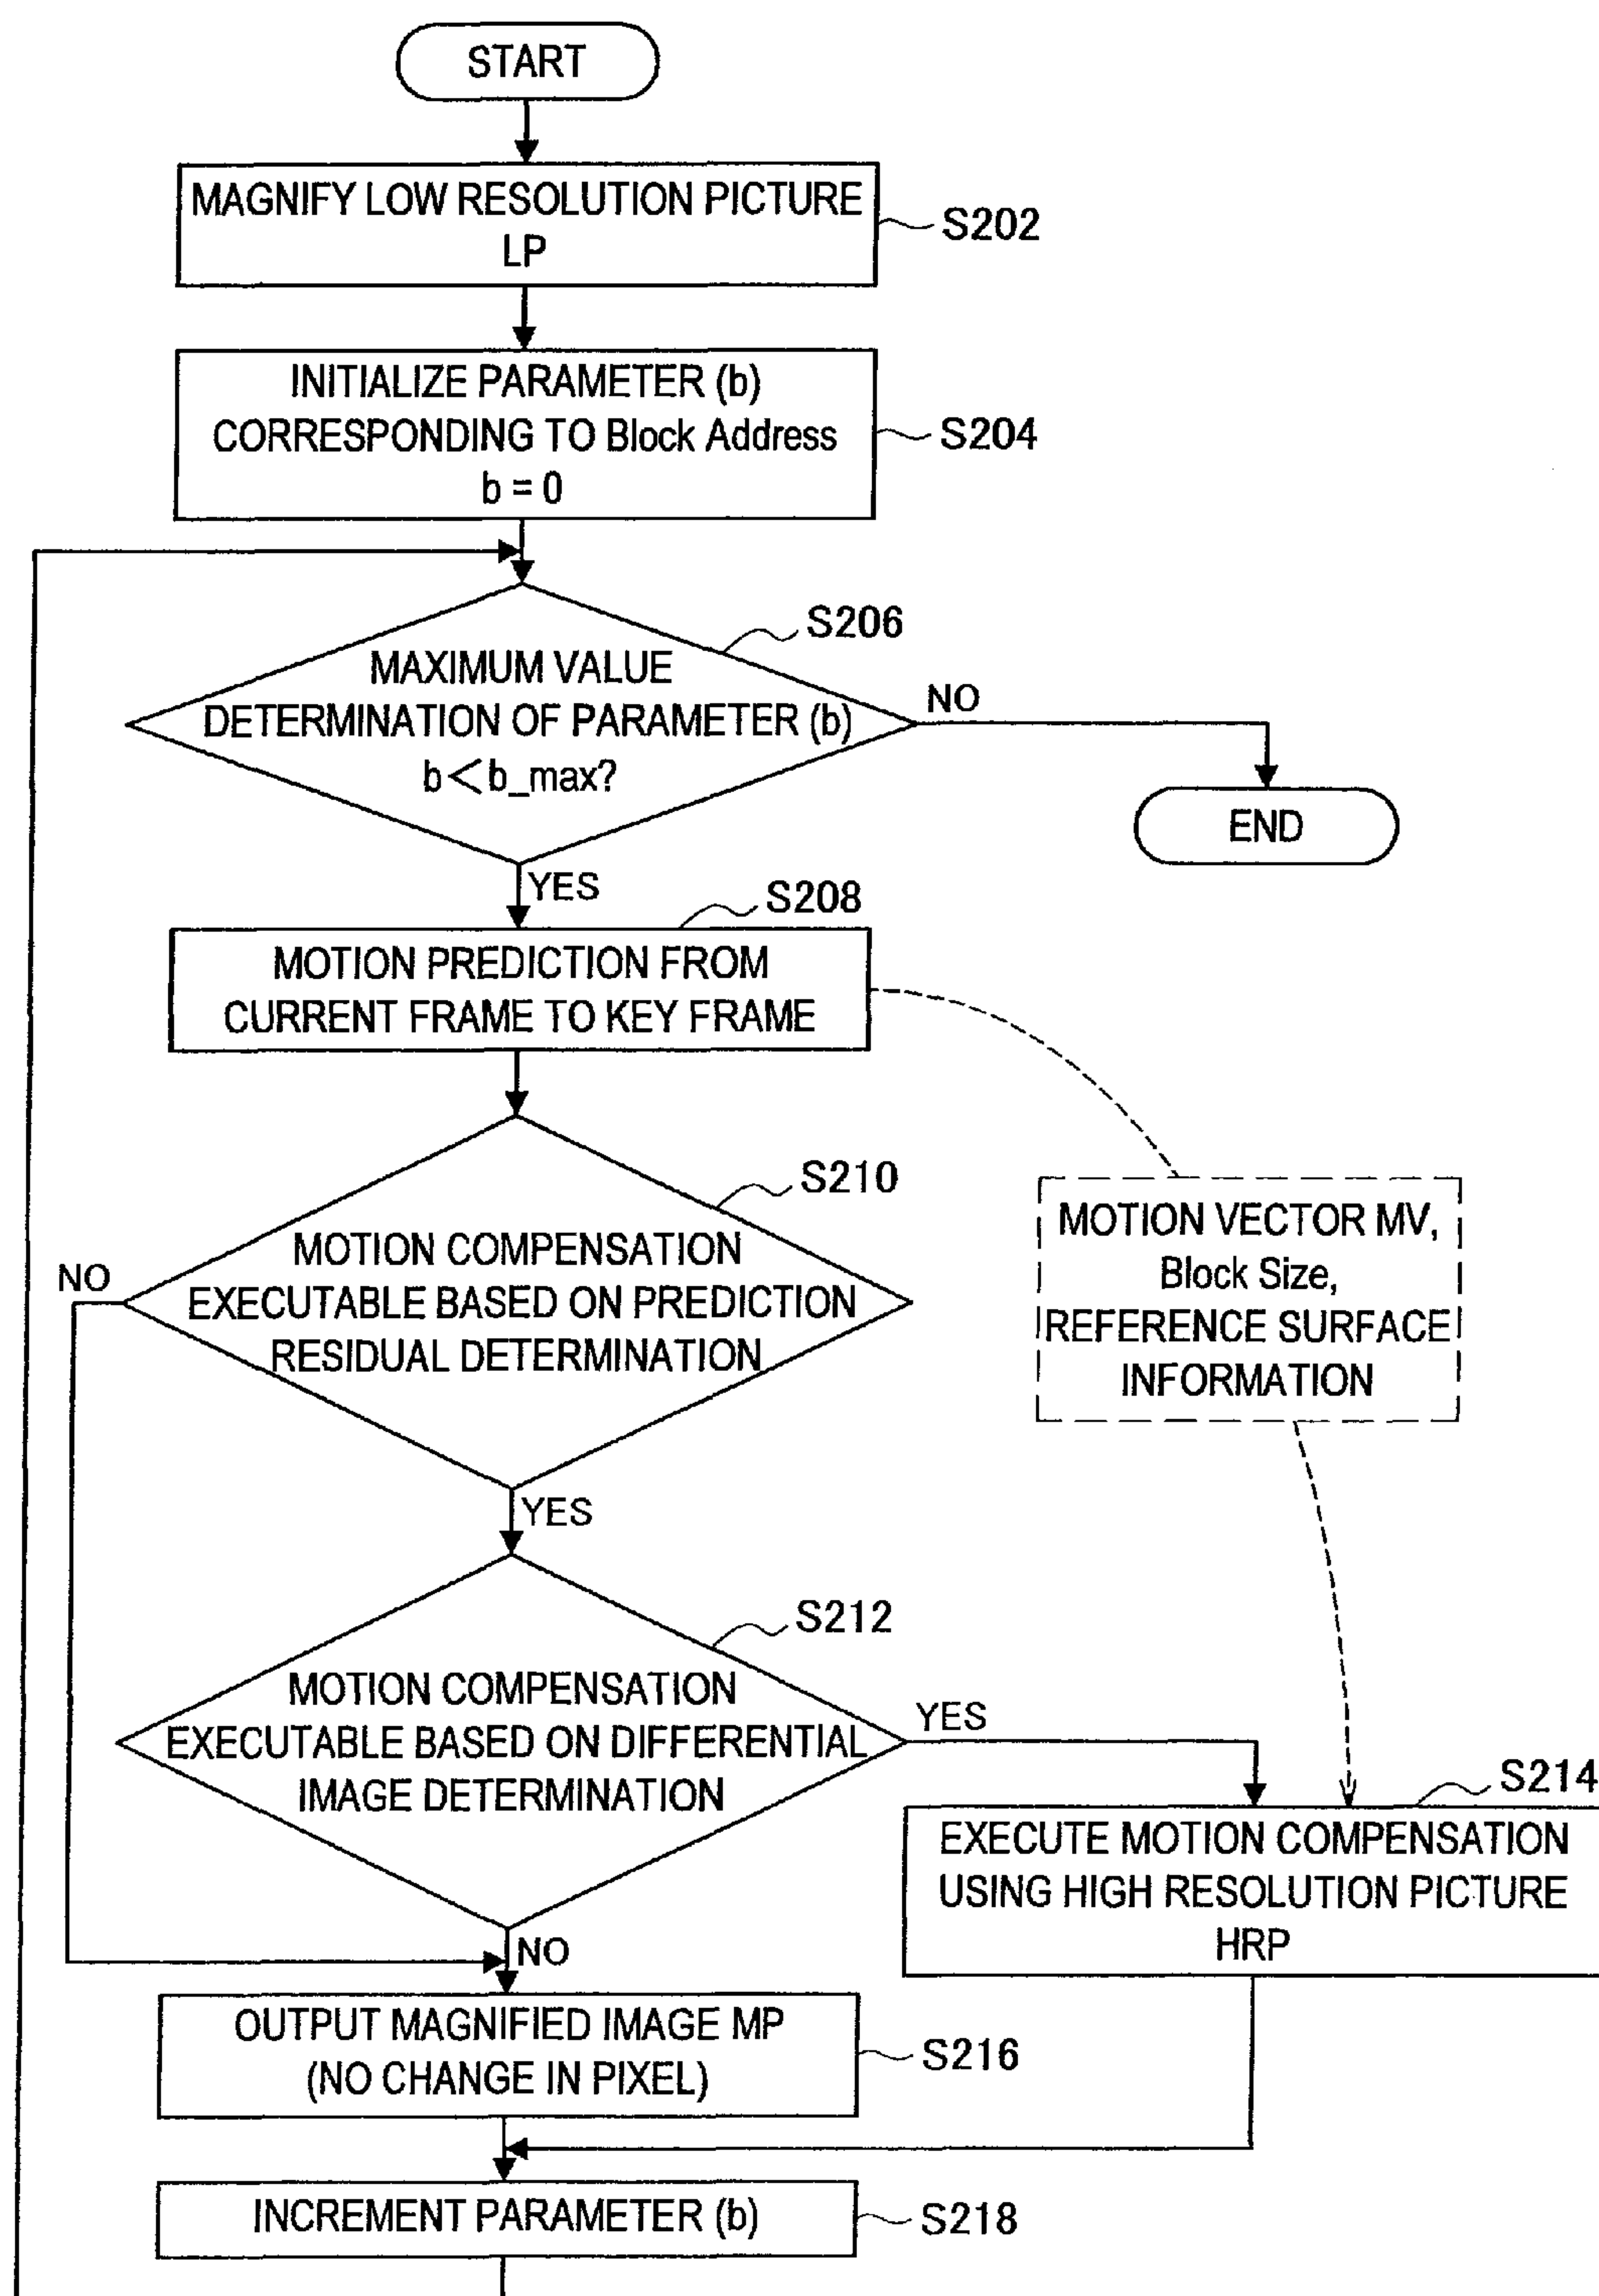 START
MAGNIFY LOW RESOLUTION PICTURE
LP
S202
INITIALIZE PARAMETER (b)
CORRESPONDING TO Block Address
b = 0
S204
S206
MAXIMUM VALUE
DETERMINATION OF PARAMETER (b)
b<b_max?
NO
END
YES
S208
MOTION PREDICTION FROM
CURRENT FRAME TO KEY FRAME
S210
MOTION COMPENSATION
EXECUTABLE BASED ON PREDICTION
RESIDUAL DETERMINATION
NO
MOTION VECTOR MV,
Block Size,
REFERENCE SURFACE
INFORMATION
YES
S212
MOTION COMPENSATION
EXECUTABLE BASED ON DIFFERENTIAL
IMAGE DETERMINATION
YES
S214
EXECUTE MOTION COMPENSATION
USING HIGH RESOLUTION PICTURE
HRP
NO
OUTPUT MAGNIFIED IMAGE MP
(NO CHANGE IN PIXEL)
S216
INCREMENT PARAMETER (b)
S218